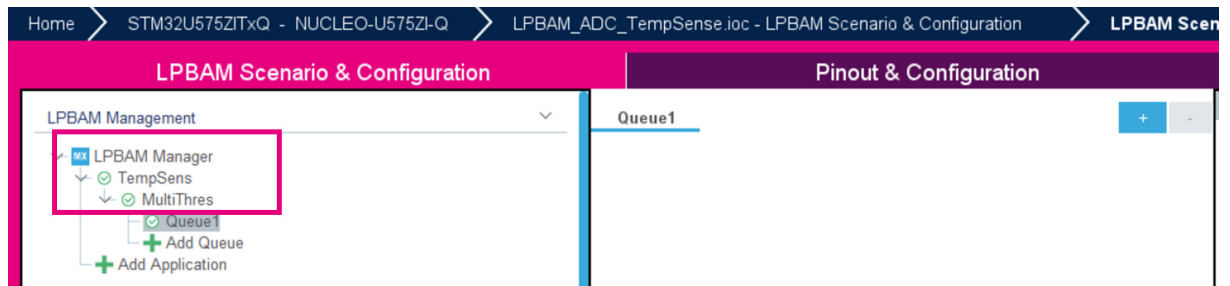 Home STM32U575ZITxQ - NUCLEO-U575ZI-Q LPBAM_ADC_TempSense.ioc - LPBAM Scenario & Configuration LPBAM Scen
LPBAM Scenario & Configuration Pinout & Configuration
LPBAM Management
Queue1 + -
MX LPBAM Manager
TempSens
MultiThres
Queue1
Add Queue
Add Application